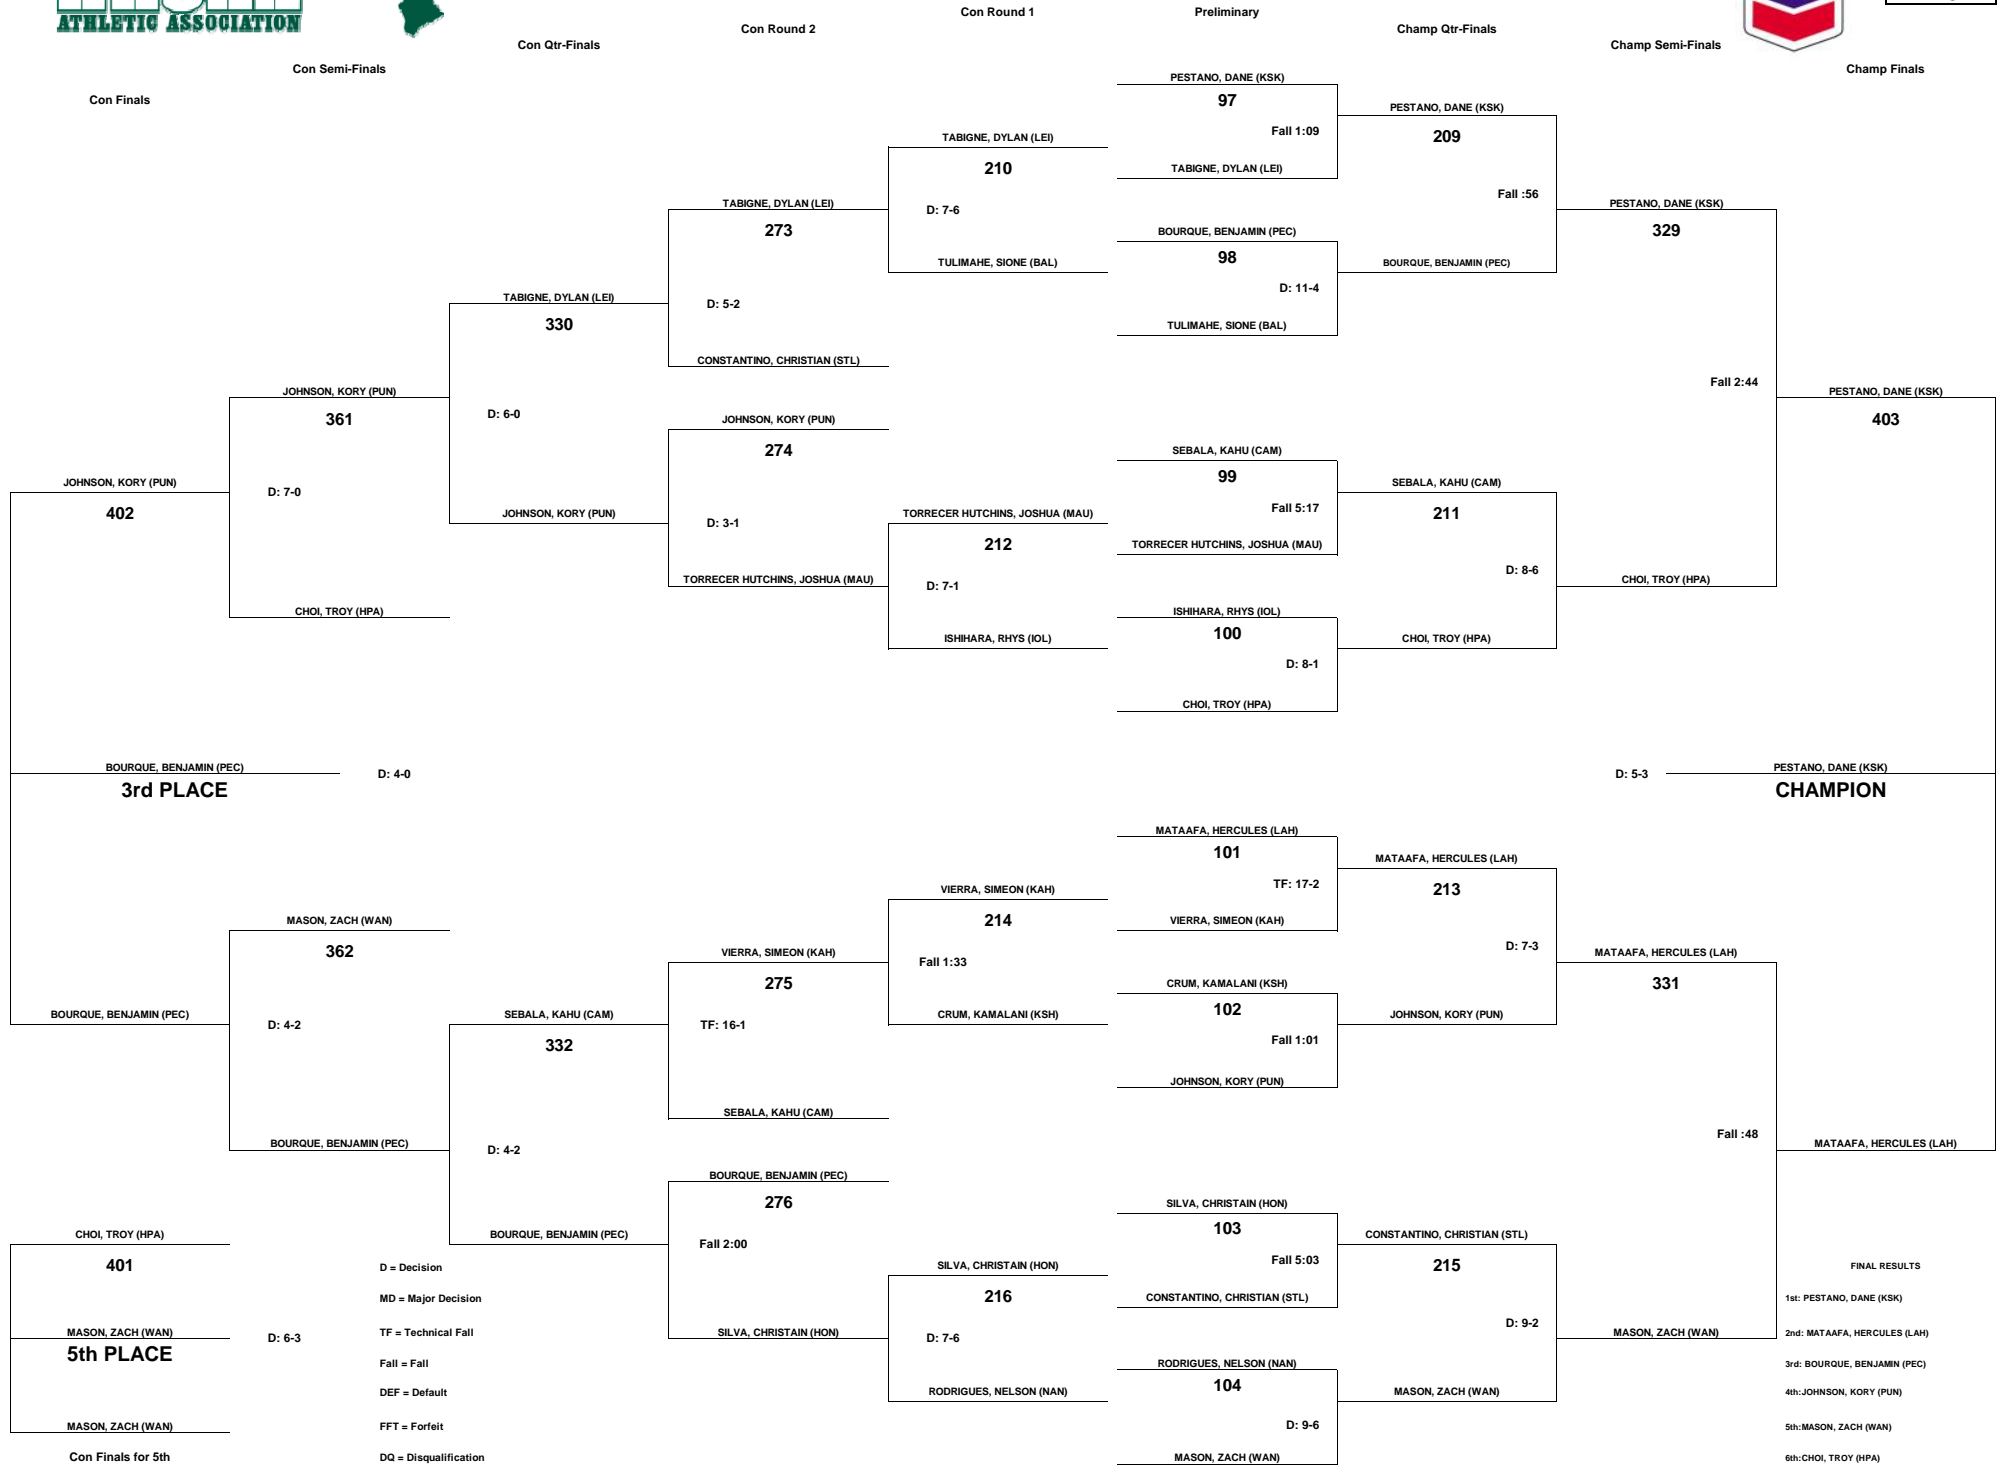 ATHLETIC ASSOCIATION
Con Round 1
Preliminary
Con Round 2
Champ Qtr-Finals
Con Qtr-Finals
Champ Semi-Finals
Con Semi-Finals
Champ Finals
Con Finals
PESTANO, DANE (KSK)
97
Fall 1:09
TABIGNE, DYLAN (LEI)
BOURQUE, BENJAMIN (PEC)
98
D: 11-4
TULIMAHE, SIONE (BAL)
SEBALA, KAHU (CAM)
99
Fall 5:17
TORRECER HUTCHINS, JOSHUA (MAU)
ISHIHARA, RHYS (IOL)
100
D: 8-1
CHOI, TROY (HPA)
MATAAFA, HERCULES (LAH)
101
TF: 17-2
VIERRA, SIMEON (KAH)
CRUM, KAMALANI (KSH)
102
Fall 1:01
JOHNSON, KORY (PUN)
SILVA, CHRISTAIN (HON)
103
Fall 5:03
CONSTANTINO, CHRISTIAN (STL)
RODRIGUES, NELSON (NAN)
104
D: 9-6
MASON, ZACH (WAN)
PESTANO, DANE (KSK)
209
Fall :56
BOURQUE, BENJAMIN (PEC)
SEBALA, KAHU (CAM)
211
D: 8-6
CHOI, TROY (HPA)
MATAAFA, HERCULES (LAH)
213
D: 7-3
JOHNSON, KORY (PUN)
CONSTANTINO, CHRISTIAN (STL)
215
D: 9-2
MASON, ZACH (WAN)
PESTANO, DANE (KSK)
329
Fall 2:44
CHOI, TROY (HPA)
MATAAFA, HERCULES (LAH)
331
Fall :48
MASON, ZACH (WAN)
PESTANO, DANE (KSK)
403
D: 5-3
PESTANO, DANE (KSK)
CHAMPION
MATAAFA, HERCULES (LAH)
TABIGNE, DYLAN (LEI)
210
D: 7-6
TULIMAHE, SIONE (BAL)
TORRECER HUTCHINS, JOSHUA (MAU)
212
D: 7-1
ISHIHARA, RHYS (IOL)
VIERRA, SIMEON (KAH)
214
Fall 1:33
CRUM, KAMALANI (KSH)
SILVA, CHRISTAIN (HON)
216
D: 7-6
RODRIGUES, NELSON (NAN)
TABIGNE, DYLAN (LEI)
273
D: 5-2
CONSTANTINO, CHRISTIAN (STL)
JOHNSON, KORY (PUN)
274
D: 3-1
TORRECER HUTCHINS, JOSHUA (MAU)
VIERRA, SIMEON (KAH)
275
TF: 16-1
SEBALA, KAHU (CAM)
BOURQUE, BENJAMIN (PEC)
276
Fall 2:00
SILVA, CHRISTAIN (HON)
TABIGNE, DYLAN (LEI)
330
D: 6-0
JOHNSON, KORY (PUN)
SEBALA, KAHU (CAM)
332
D: 4-2
BOURQUE, BENJAMIN (PEC)
JOHNSON, KORY (PUN)
361
D: 7-0
CHOI, TROY (HPA)
MASON, ZACH (WAN)
362
D: 4-2
BOURQUE, BENJAMIN (PEC)
JOHNSON, KORY (PUN)
402
BOURQUE, BENJAMIN (PEC)
D: 4-0
3rd PLACE
BOURQUE, BENJAMIN (PEC)
CHOI, TROY (HPA)
401
MASON, ZACH (WAN)
D: 6-3
5th PLACE
MASON, ZACH (WAN)
Con Finals for 5th
D = Decision
MD = Major Decision
TF = Technical Fall
Fall = Fall
DEF = Default
FFT = Forfeit
DQ = Disqualification
FINAL RESULTS
1st: PESTANO, DANE (KSK)
2nd: MATAAFA, HERCULES (LAH)
3rd: BOURQUE, BENJAMIN (PEC)
4th:JOHNSON, KORY (PUN)
5th:MASON, ZACH (WAN)
6th:CHOI, TROY (HPA)